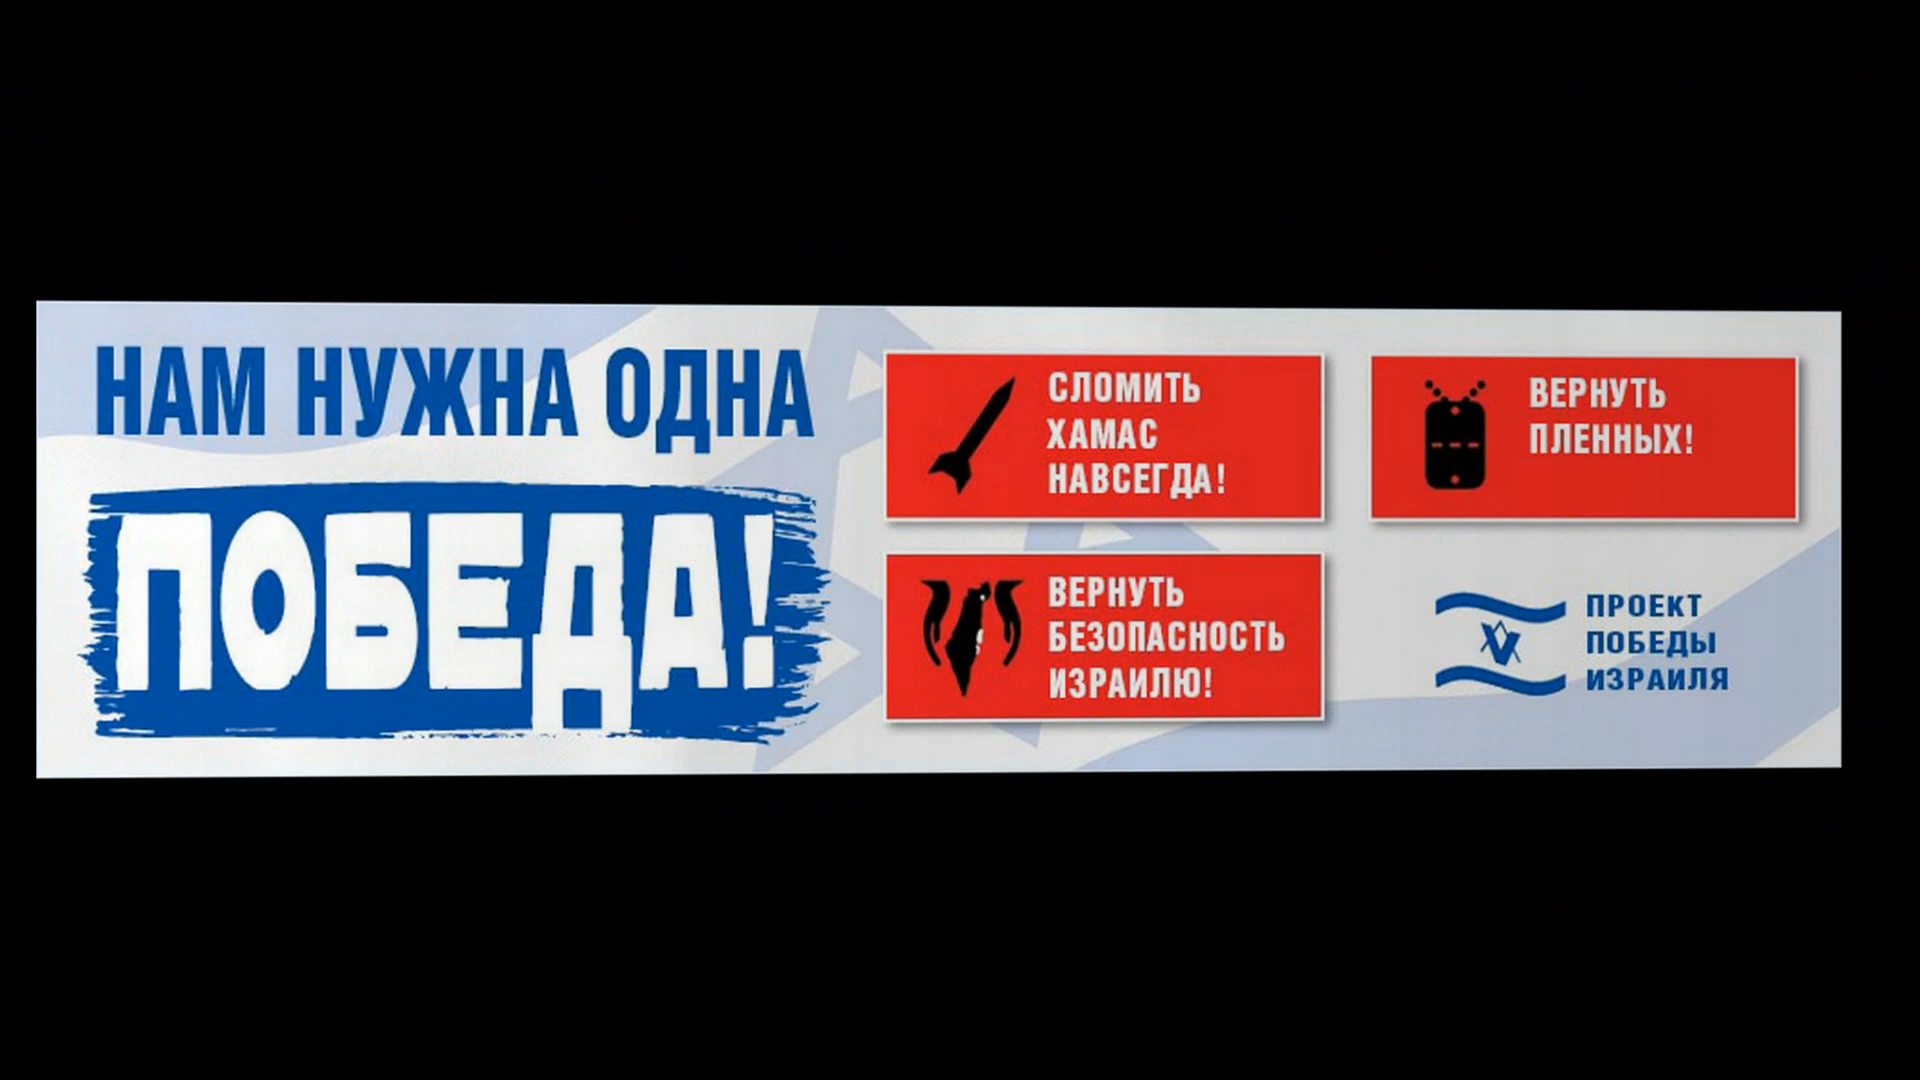 НАМ НУЖНА ОДНА
ПОБЕДА!
СЛОМИТЬ
ХАМАС
НАВСЕГДА!
ВЕРНУТЬ
ПЛЕННЫХ!
ВЕРНУТЬ
БЕЗОПАСНОСТЬ
ИЗРАИЛЮ!
ПРОЕКТ
ПОБЕДЫ
ИЗРАИЛЯ